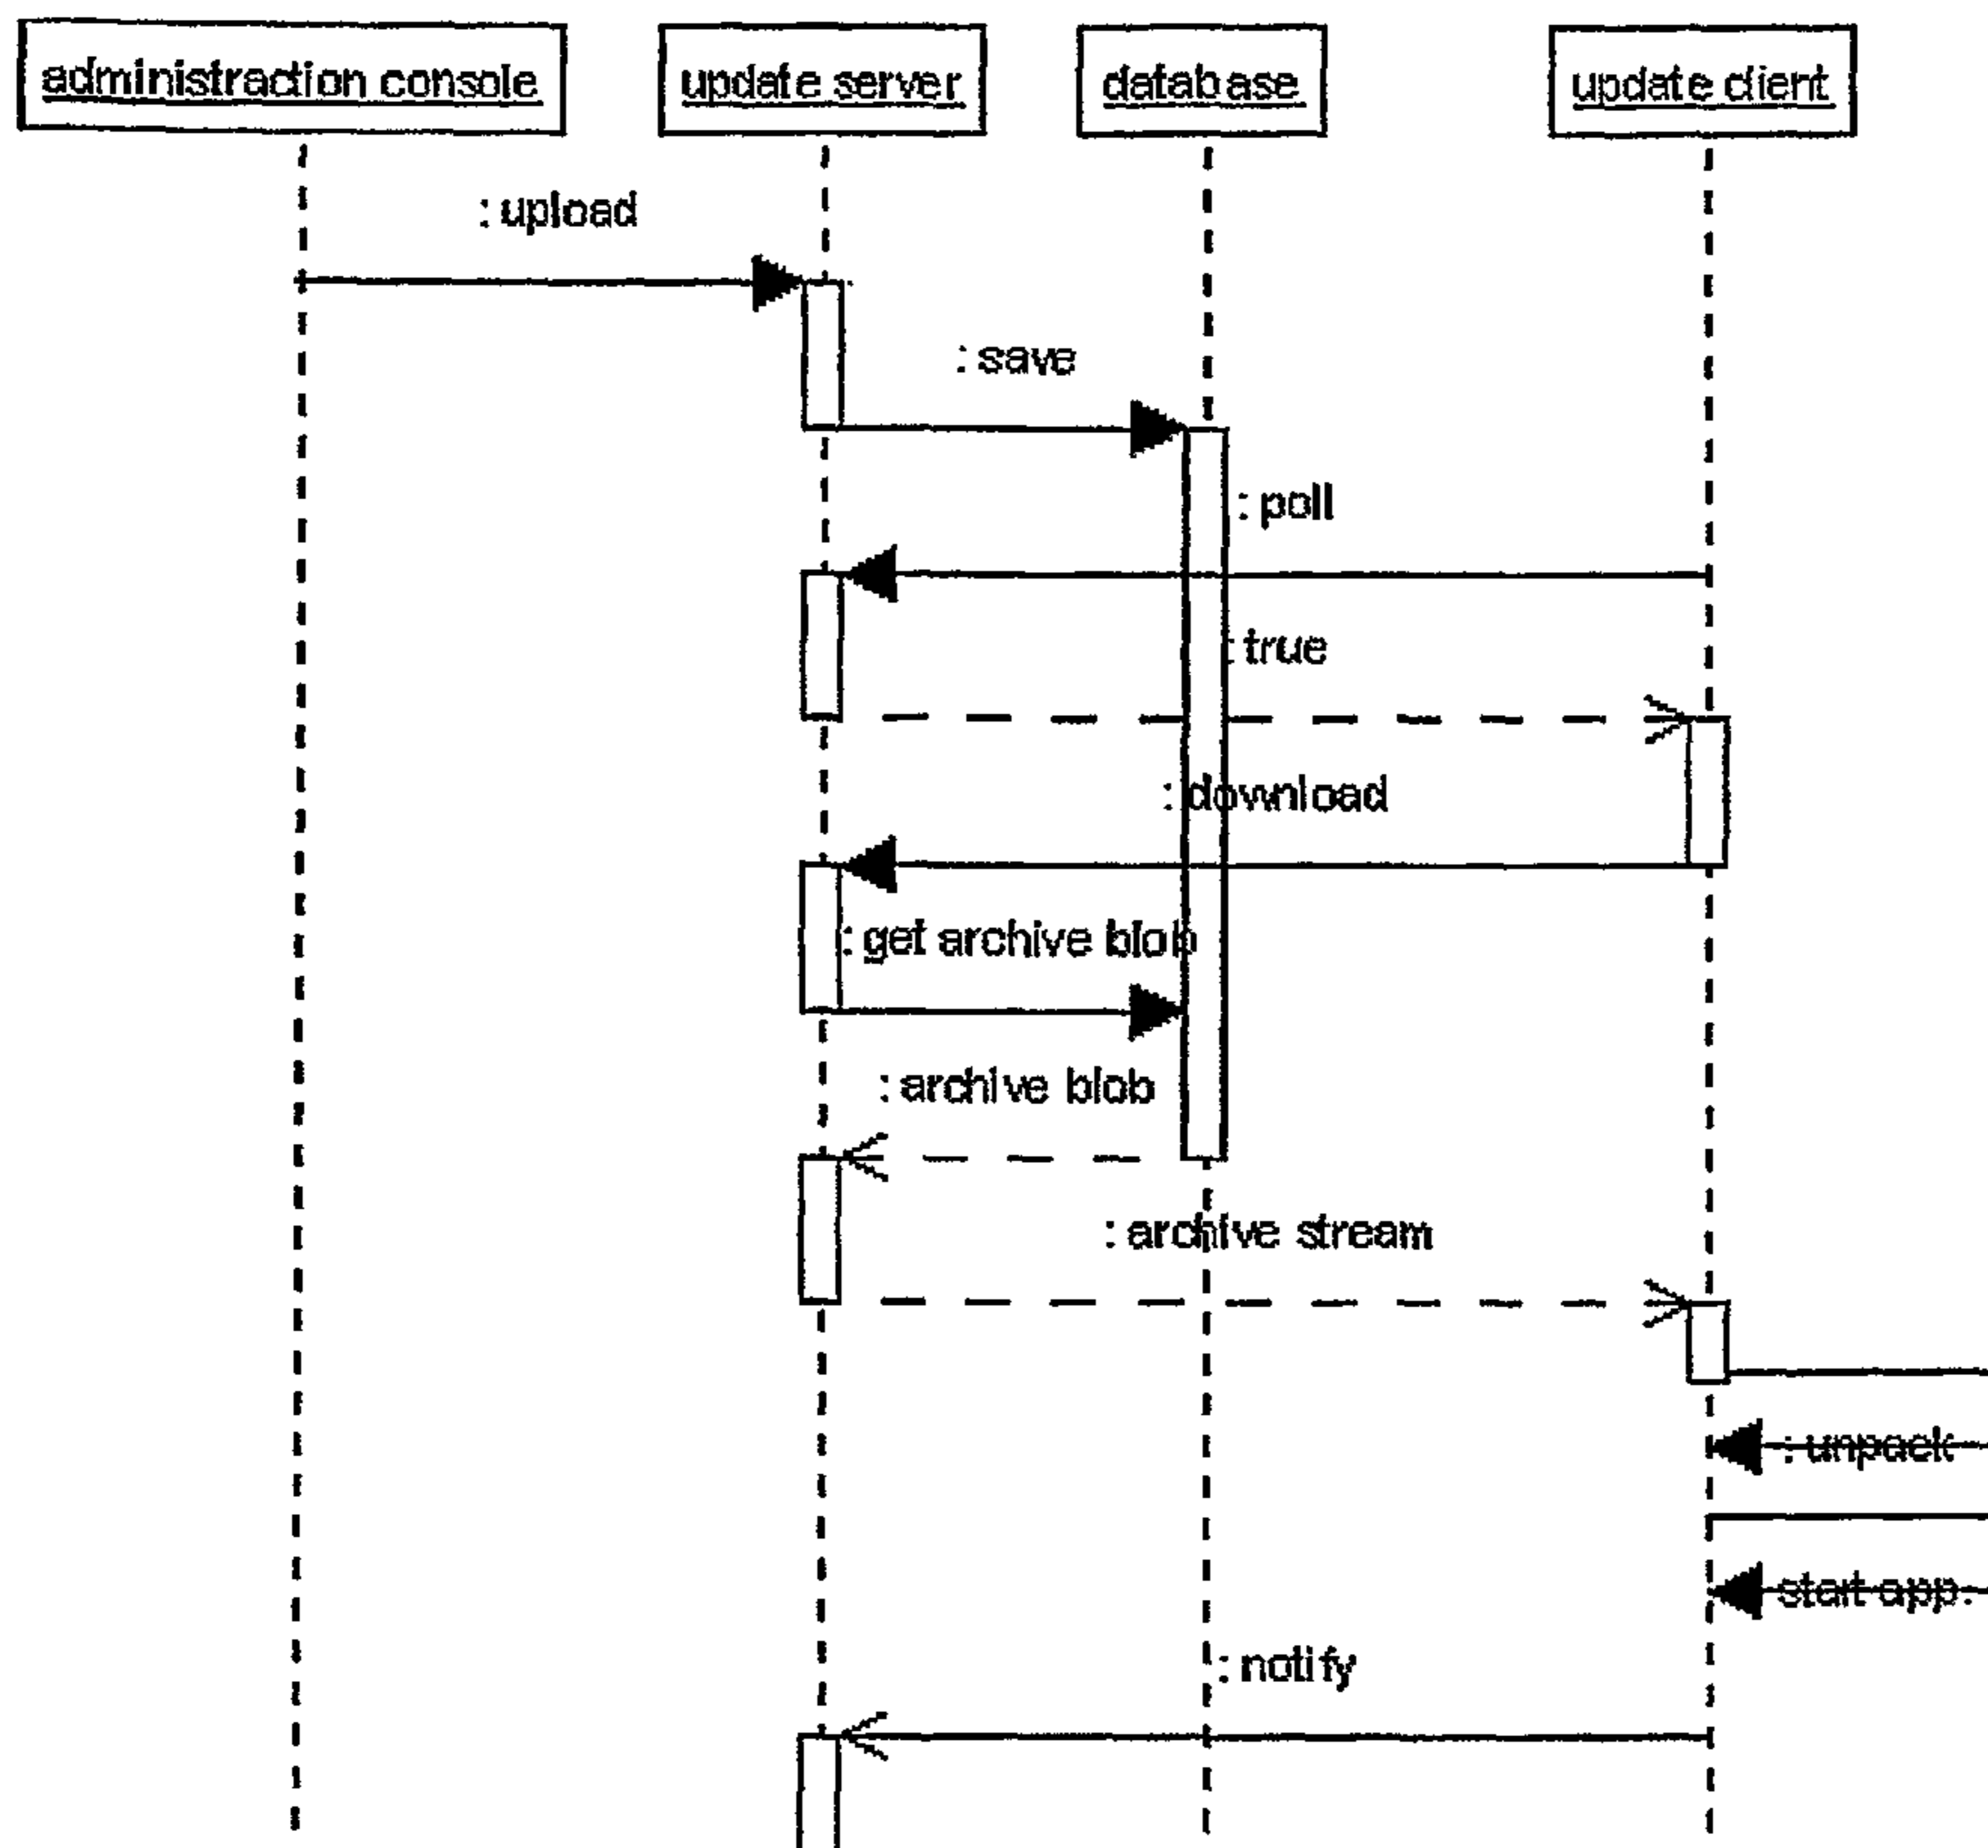 administraction console
update server
database
update client
: upload
: save
: poll
: true
: download
: get archive blob
: archive blob
: archive stream
: unpack
start app.
: notify